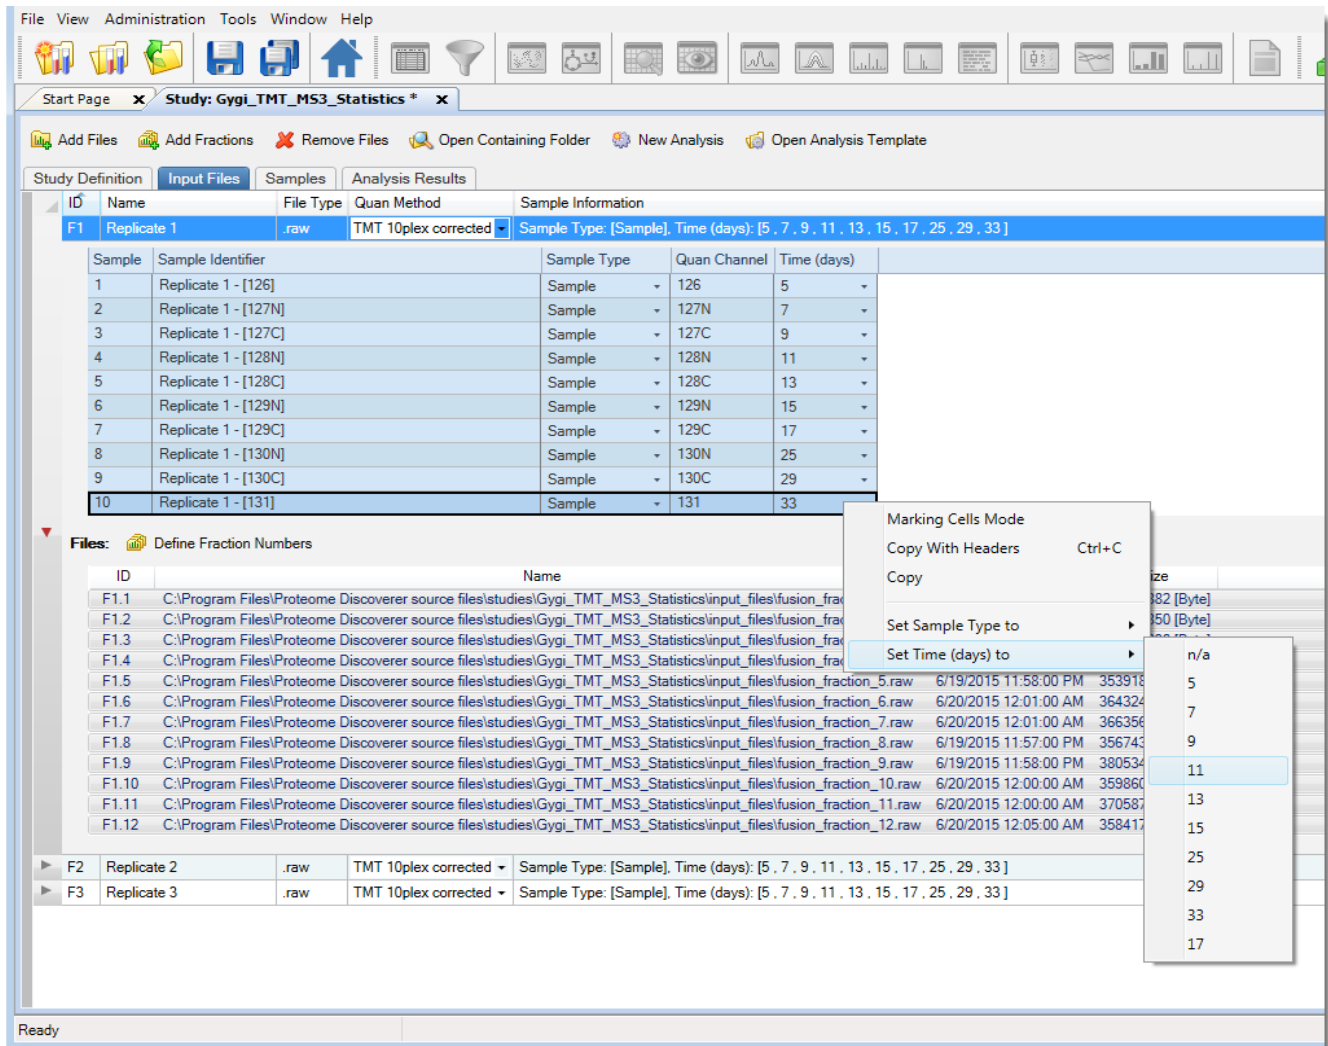 File View Administration Tools Window Help
Start Page x Study: Gygi_TMT_MS3_Statistics * x
Add Files Add Fractions Remove Files Open Containing Folder New Analysis Open Analysis Template
Study Definition Input Files Samples Analysis Results
ID Name File Type Quan Method Sample Information
F1 Replicate 1 .raw TMT 10plex corrected Sample Type: [Sample], Time (days): [5 , 7 , 9 , 11 , 13 , 15 , 17 , 25 , 29 , 33 ]
Sample Sample Identifier Sample Type Quan Channel Time (days)
1 Replicate 1 - [126] Sample 126 5
2 Replicate 1 - [127N] Sample 127N 7
3 Replicate 1 - [127C] Sample 127C 9
4 Replicate 1 - [128N] Sample 128N 11
5 Replicate 1 - [128C] Sample 128C 13
6 Replicate 1 - [129N] Sample 129N 15
7 Replicate 1 - [129C] Sample 129C 17
8 Replicate 1 - [130N] Sample 130N 25
9 Replicate 1 - [130C] Sample 130C 29
10 Replicate 1 - [131] Sample 131 33
Marking Cells Mode
Copy With Headers Ctrl+C
Copy
Set Sample Type to
Set Time (days) to
n/a
5
7
9
11
13
15
25
29
33
17
Files: Define Fraction Numbers
ID Name ize
F1.1 C:\Program Files\Proteome Discoverer source files\studies\Gygi_TMT_MS3_Statistics\input_files\fusion_frac 382 [Byte]
F1.2 C:\Program Files\Proteome Discoverer source files\studies\Gygi_TMT_MS3_Statistics\input_files\fusion_frac 350 [Byte]
F1.3 C:\Program Files\Proteome Discoverer source files\studies\Gygi_TMT_MS3_Statistics\input_files\fusion_frac
F1.4 C:\Program Files\Proteome Discoverer source files\studies\Gygi_TMT_MS3_Statistics\input_files\fusion_frac
F1.5 C:\Program Files\Proteome Discoverer source files\studies\Gygi_TMT_MS3_Statistics\input_files\fusion_fraction_5.raw 6/19/2015 11:58:00 PM 353918
F1.6 C:\Program Files\Proteome Discoverer source files\studies\Gygi_TMT_MS3_Statistics\input_files\fusion_fraction_6.raw 6/20/2015 12:01:00 AM 364324
F1.7 C:\Program Files\Proteome Discoverer source files\studies\Gygi_TMT_MS3_Statistics\input_files\fusion_fraction_7.raw 6/20/2015 12:01:00 AM 366356
F1.8 C:\Program Files\Proteome Discoverer source files\studies\Gygi_TMT_MS3_Statistics\input_files\fusion_fraction_8.raw 6/19/2015 11:57:00 PM 356743
F1.9 C:\Program Files\Proteome Discoverer source files\studies\Gygi_TMT_MS3_Statistics\input_files\fusion_fraction_9.raw 6/19/2015 11:58:00 PM 380534
F1.10 C:\Program Files\Proteome Discoverer source files\studies\Gygi_TMT_MS3_Statistics\input_files\fusion_fraction_10.raw 6/20/2015 12:00:00 AM 359860
F1.11 C:\Program Files\Proteome Discoverer source files\studies\Gygi_TMT_MS3_Statistics\input_files\fusion_fraction_11.raw 6/20/2015 12:00:00 AM 370587
F1.12 C:\Program Files\Proteome Discoverer source files\studies\Gygi_TMT_MS3_Statistics\input_files\fusion_fraction_12.raw 6/20/2015 12:05:00 AM 358417
F2 Replicate 2 .raw TMT 10plex corrected Sample Type: [Sample], Time (days): [5 , 7 , 9 , 11 , 13 , 15 , 17 , 25 , 29 , 33 ]
F3 Replicate 3 .raw TMT 10plex corrected Sample Type: [Sample], Time (days): [5 , 7 , 9 , 11 , 13 , 15 , 17 , 25 , 29 , 33 ]
Ready